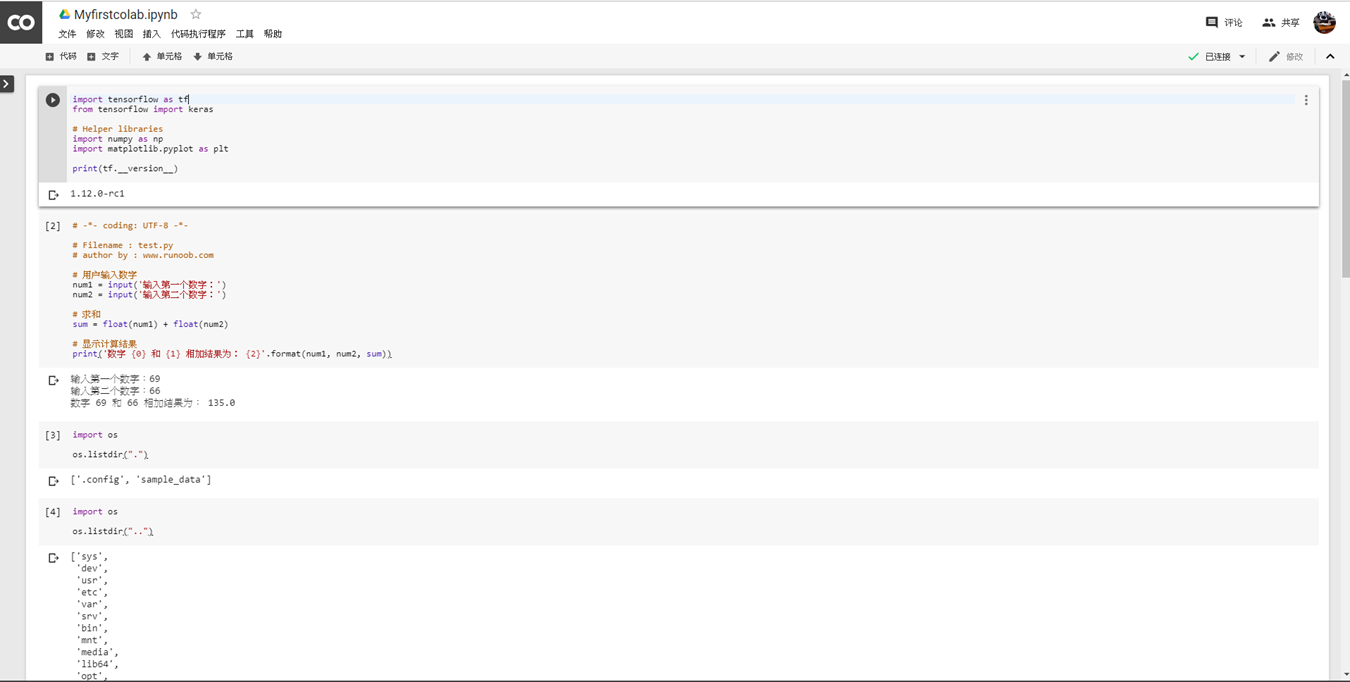 CO
Myfirstcolab.ipynb
文件 修改 视图 插入 代码执行程序 工具 帮助
评论 共享
代码 文字 单元格 单元格
已连接 修改
import tensorflow as tf
from tensorflow import keras
# Helper libraries
import numpy as np
import matplotlib.pyplot as plt
print(tf.__version__)
1.12.0-rc1
[2] # -*- coding: UTF-8 -*-
# Filename : test.py
# author by : www.runoob.com
# 用户输入数字
num1 = input('输入第一个数字：')
num2 = input('输入第二个数字：')
# 求和
sum = float(num1) + float(num2)
# 显示计算结果
print('数字 {0} 和 {1} 相加结果为： {2}'.format(num1, num2, sum))
输入第一个数字：69
输入第二个数字：66
数字 69 和 66 相加结果为： 135.0
[3] import os
os.listdir(".")
['.config', 'sample_data']
[4] import os
os.listdir("..")
['sys',
'dev',
'usr',
'etc',
'var',
'srv',
'bin',
'mnt',
'media',
'lib64',
'opt',